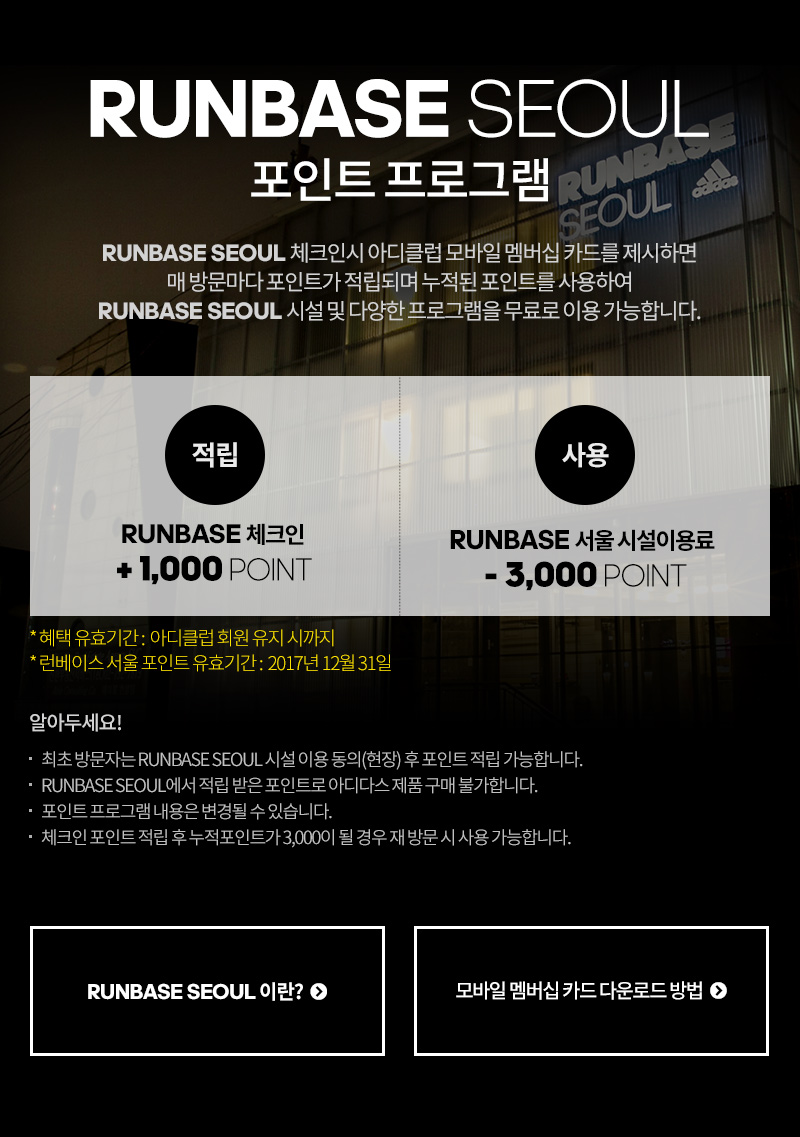 RUNBASE SEOUL
포인트 프로그램
RUNBASE
SEOUL
adidas
RUNBASE SEOUL 체크인시 아디클럽 모바일 멤버십 카드를 제시하면
매 방문마다 포인트가 적립되며 누적된 포인트를 사용하여
RUNBASE SEOUL 시설 및 다양한 프로그램을 무료로 이용 가능합니다.
적립
RUNBASE 체크인
+ 1,000 POINT
사용
RUNBASE 서울 시설이용료
- 3,000 POINT
* 혜택 유효기간 : 아디클럽 회원 유지 시까지
* 런베이스 서울 포인트 유효기간 : 2017년 12월 31일
알아두세요!
· 최초 방문자는 RUNBASE SEOUL 시설 이용 동의(현장) 후 포인트 적립 가능합니다.
· RUNBASE SEOUL에서 적립 받은 포인트로 아디다스 제품 구매 불가합니다.
· 포인트 프로그램 내용은 변경될 수 있습니다.
· 체크인 포인트 적립 후 누적포인트가 3,000이 될 경우 재 방문 시 사용 가능합니다.
RUNBASE SEOUL 이란?
모바일 멤버십 카드 다운로드 방법